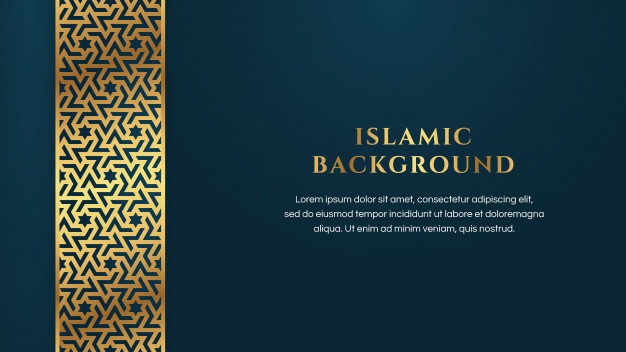 ISLAMIC
BACKGROUND
Lorem ipsum dolor sit amet, consectetur adipiscing elit,
sed do eiusmod tempor incididunt ut labore et doloremagna
aliqua. Ut enim ad minim veniam, quis nostrud.